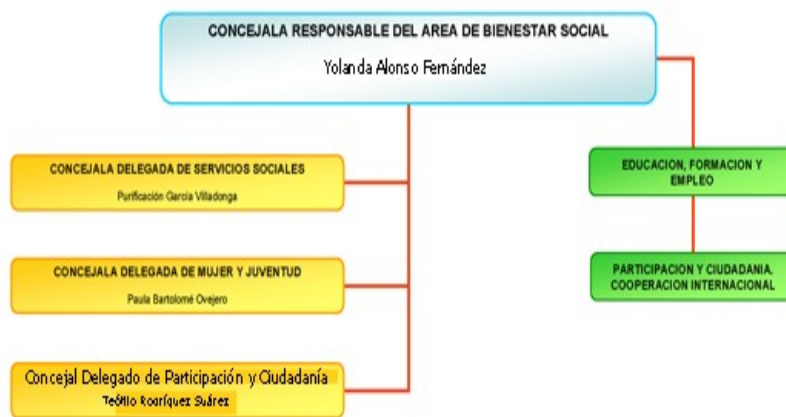 CONCEJALA RESPONSABLE DEL AREA DE BIENESTAR SOCIAL
Yolanda Alonso Fernández
CONCEJALA DELEGADA DE SERVICIOS SOCIALES
Purificación García Villadonga
EDUCACION, FORMACION Y
EMPLEO
CONCEJALA DELEGADA DE MUJER Y JUVENTUD
Paula Bartolomé Ovejero
PARTICIPACION Y CIUDADANIA.
COOPERACION INTERNACIONAL
Concejal Delegado de Participación y Ciudadanía
Teófilo Rodríguez Suárez